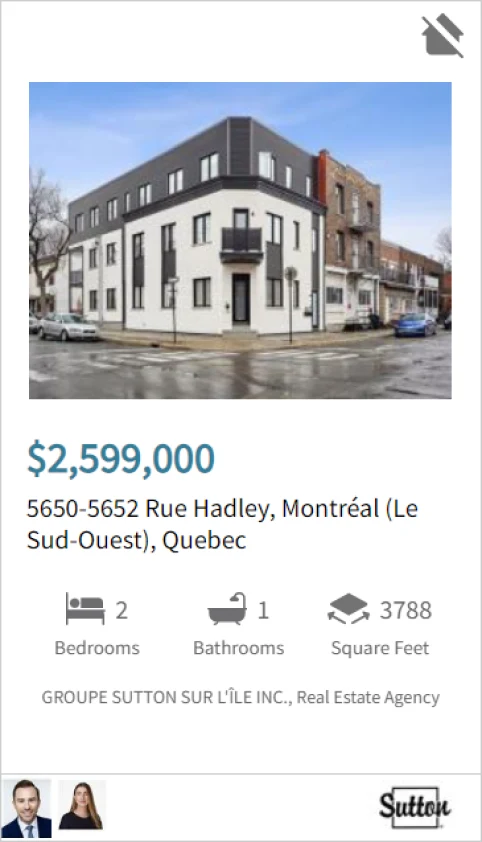 $2,599,000
5650-5652 Rue Hadley, Montréal (Le
Sud-Ouest), Quebec
2 1 3788
Bedrooms Bathrooms Square Feet
GROUPE SUTTON SUR L'ÎLE INC., Real Estate Agency
Sutton